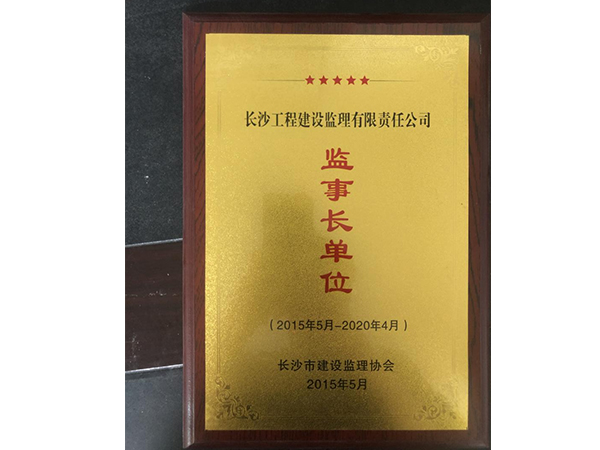 长沙工程建设监理有限责任公司
监事长单位
（2015年5月-2020年4月）
长沙市建设监理协会
2015年5月